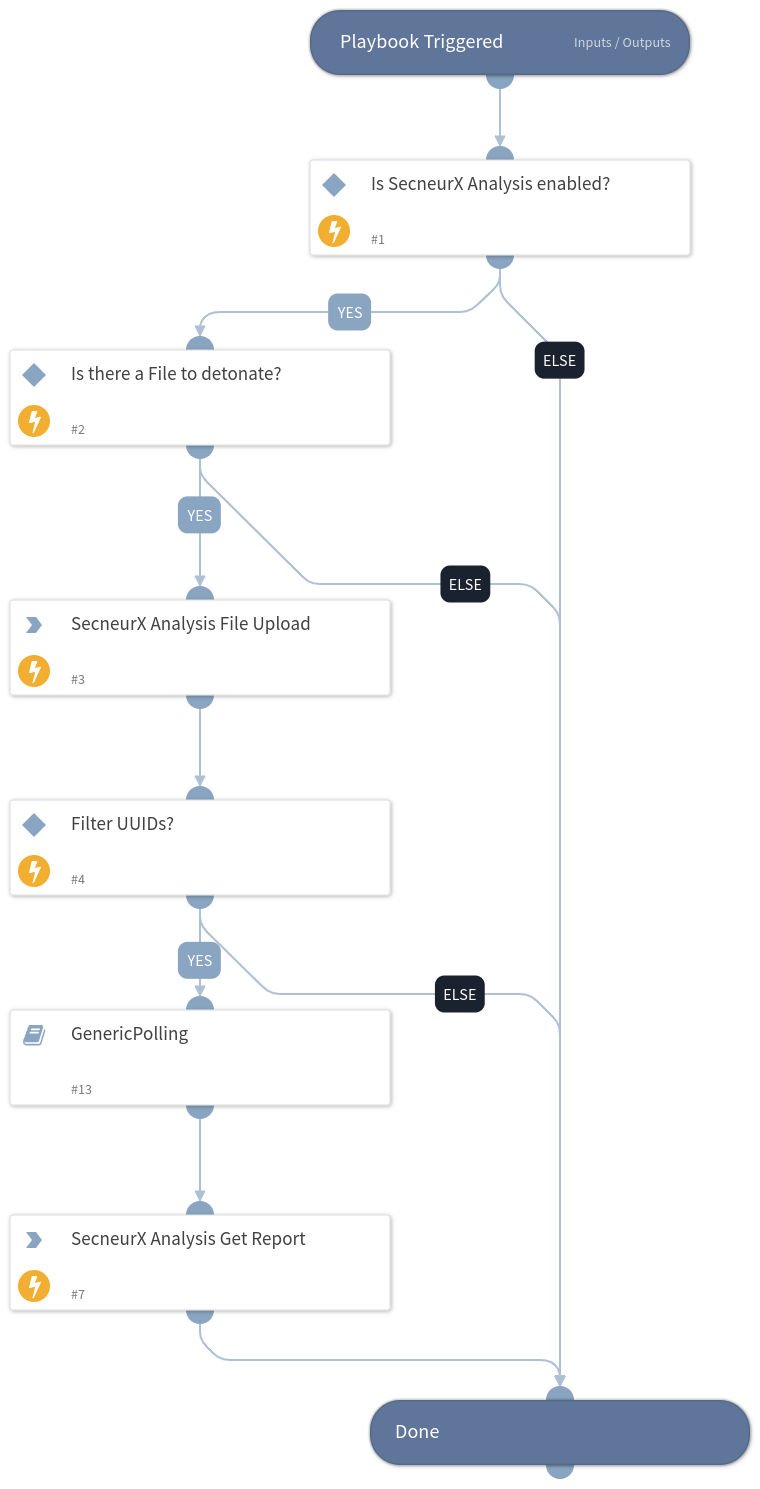 Playbook Triggered
Inputs / Outputs
Is SecneurX Analysis enabled?
#1
YES
ELSE
Is there a File to detonate?
#2
YES
ELSE
SecneurX Analysis File Upload
#3
Filter UUIDs?
#4
YES
ELSE
GenericPolling
#13
SecneurX Analysis Get Report
#7
Done